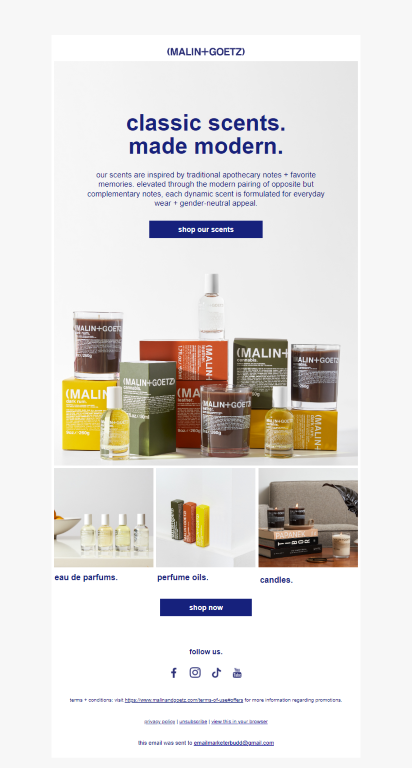 (MALIN+GOETZ)
classic scents.
made modern.
our scents are inspired by traditional apothecary notes + favorite
memories. elevated through the modern pairing of opposite but
complementary notes, each dynamic scent is formulated for everyday
wear + gender-neutral appeal.
shop our scents
(MALIN+GOETZ)
(MALIN+
(MALIN+
cannabis.
(MALIN
(MALIN+GOETZ)
(MALIN+GOETZ)
(MALIN+GOETZ)
PAPANEK
eau de parfums.
perfume oils.
candles.
shop now
follow us.
terms + conditions: visit https://www.malinandgoetz.com/terms-of-use#offers for more information regarding promotions.
privacy policy | unsubscribe | view this in your browser
this email was sent to emailmarketerbudd@gmail.com